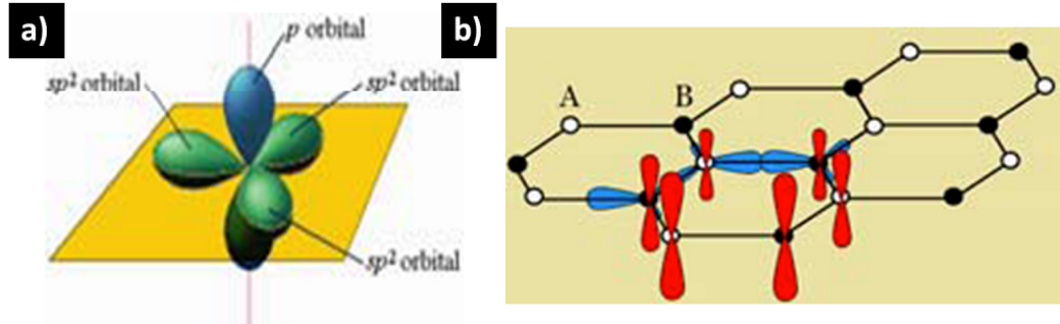 a)
p orbital
sp² orbital
sp² orbital
sp² orbital
b)
A
B